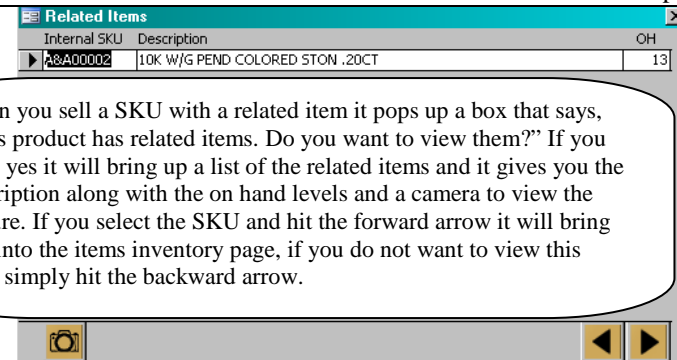 Related Items
Internal SKU Description OH
A&A00002 10K W/G PEND COLORED STON .20CT 13
you sell a SKU with a related item it pops up a box that says,
product has related items. Do you want to view them?” If you
yes it will bring up a list of the related items and it gives you the
along with the on hand levels and a camera to view the
If you select the SKU and hit the forward arrow it will bring
into the items inventory page, if you do not want to view this
simply hit the backward arrow.